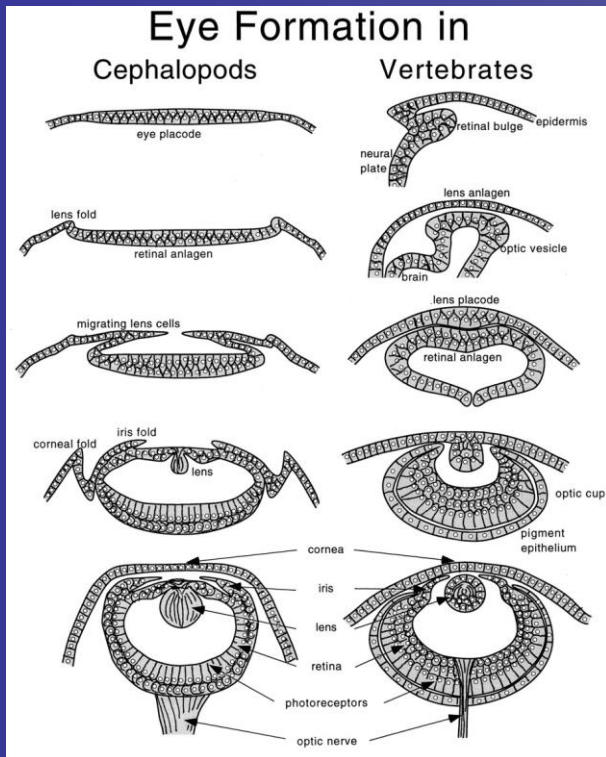 Eye Formation in
Cephalopods
Vertebrates
eye placode
retinal bulge
epidermis
neural
plate
lens anlagen
lens fold
retinal anlagen
optic vesicle
brain
migrating lens cells
lens placode
retinal anlagen
corneal fold
iris fold
lens
optic cup
pigment
epithelium
cornea
iris
lens
retina
photoreceptors
optic nerve